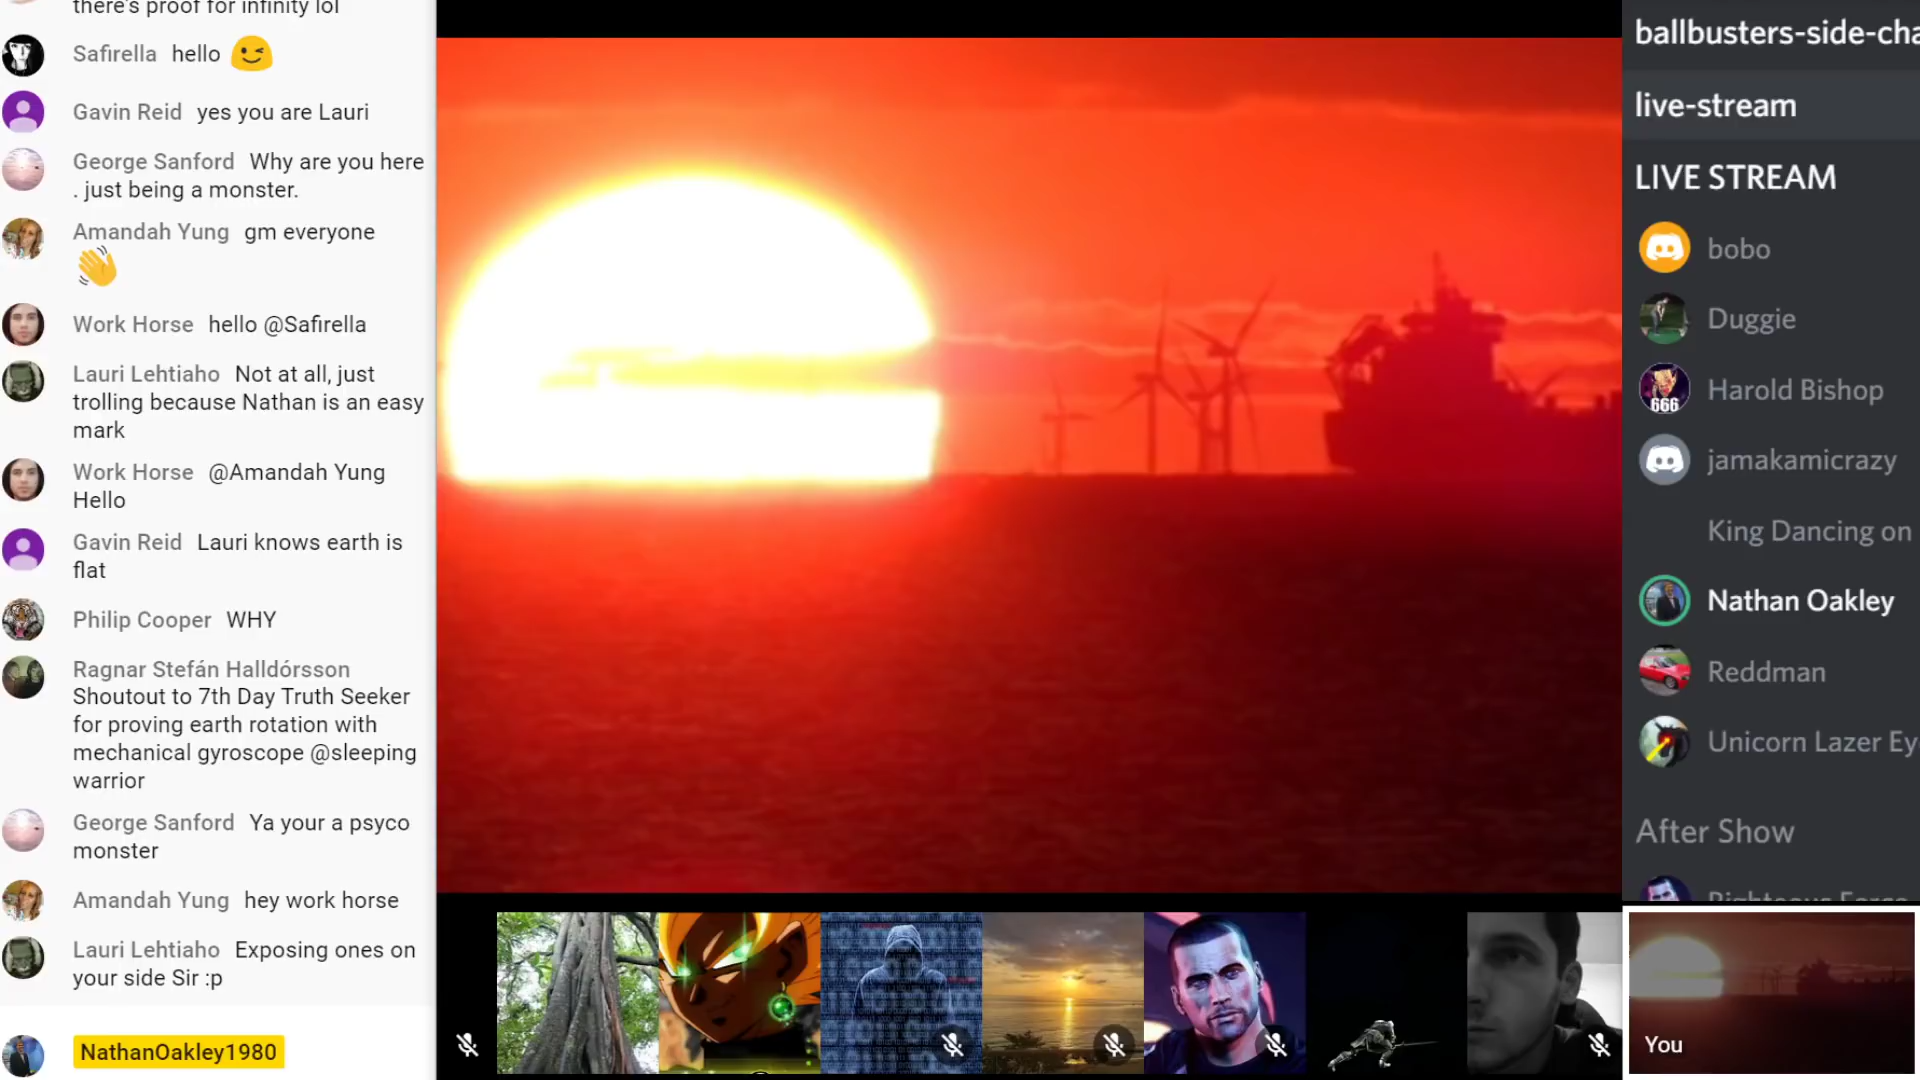 there's proof for infinity lol
Safirella hello
Gavin Reid yes you are Lauri
George Sanford Why are you here
. just being a monster.
Amandah Yung gm everyone
Work Horse hello @Safirella
Lauri Lehtiaho Not at all, just
trolling because Nathan is an easy
mark
Work Horse @Amandah Yung
Hello
Gavin Reid Lauri knows earth is
flat
Philip Cooper WHY
Ragnar Stefán Halldórsson
Shoutout to 7th Day Truth Seeker
for proving earth rotation with
mechanical gyroscope @sleeping
warrior
George Sanford Ya your a psyco
monster
Amandah Yung hey work horse
Lauri Lehtiaho Exposing ones on
your side Sir :p
NathanOakley1980
ballbusters-side-cha
live-stream
LIVE STREAM
bobo
Duggie
666
Harold Bishop
jamakamicrazy
King Dancing on
Nathan Oakley
Reddman
Unicorn Lazer Ey
After Show
Righteous Force
You